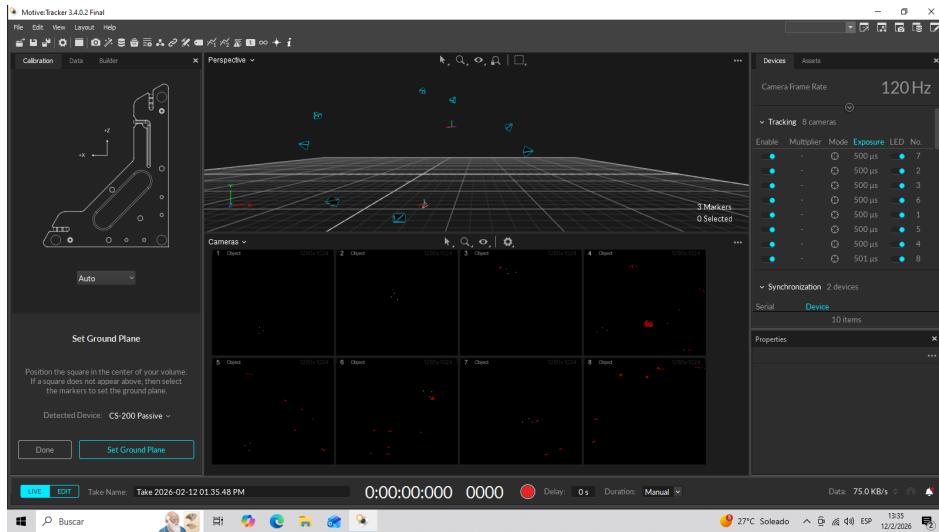 Motive:Tracker 3.4.0.2 Final
File Edit View Layout Help
Calibration Data Builder
Perspective
Devices Assets
Camera Frame Rate 120 Hz
Tracking 8 cameras
Enable Multiplier Mode Exposure LED No.
- 500 µs 7
- 500 µs 2
- 500 µs 3
- 500 µs 6
- 500 µs 1
- 500 µs 5
- 500 µs 4
- 501 µs 8
Synchronization 2 devices
Serial Device
10 items
Properties
+Z
+X
Auto
Set Ground Plane
Position the square in the center of your volume.
If a square does not appear above, then select
the markers to set the ground plane.
Detected Device: CS-200 Passive
Done Set Ground Plane
3 Markers
0 Selected
Cameras
1 Object 1280x1024 2 Object 1280x1024 3 Object 1280x1024 4 Object 1280x1024
5 Object 1280x1024 6 Object 1280x1024 7 Object 1280x1024 8 Object 1280x1024
LIVE EDIT Take Name: Take 2026-02-12 01.35.48 PM 0:00:00:000 0000 Delay: 0 s Duration: Manual Data: 75.0 KB/s
Buscar 27°C Soleado ESP 13:35
12/2/2026